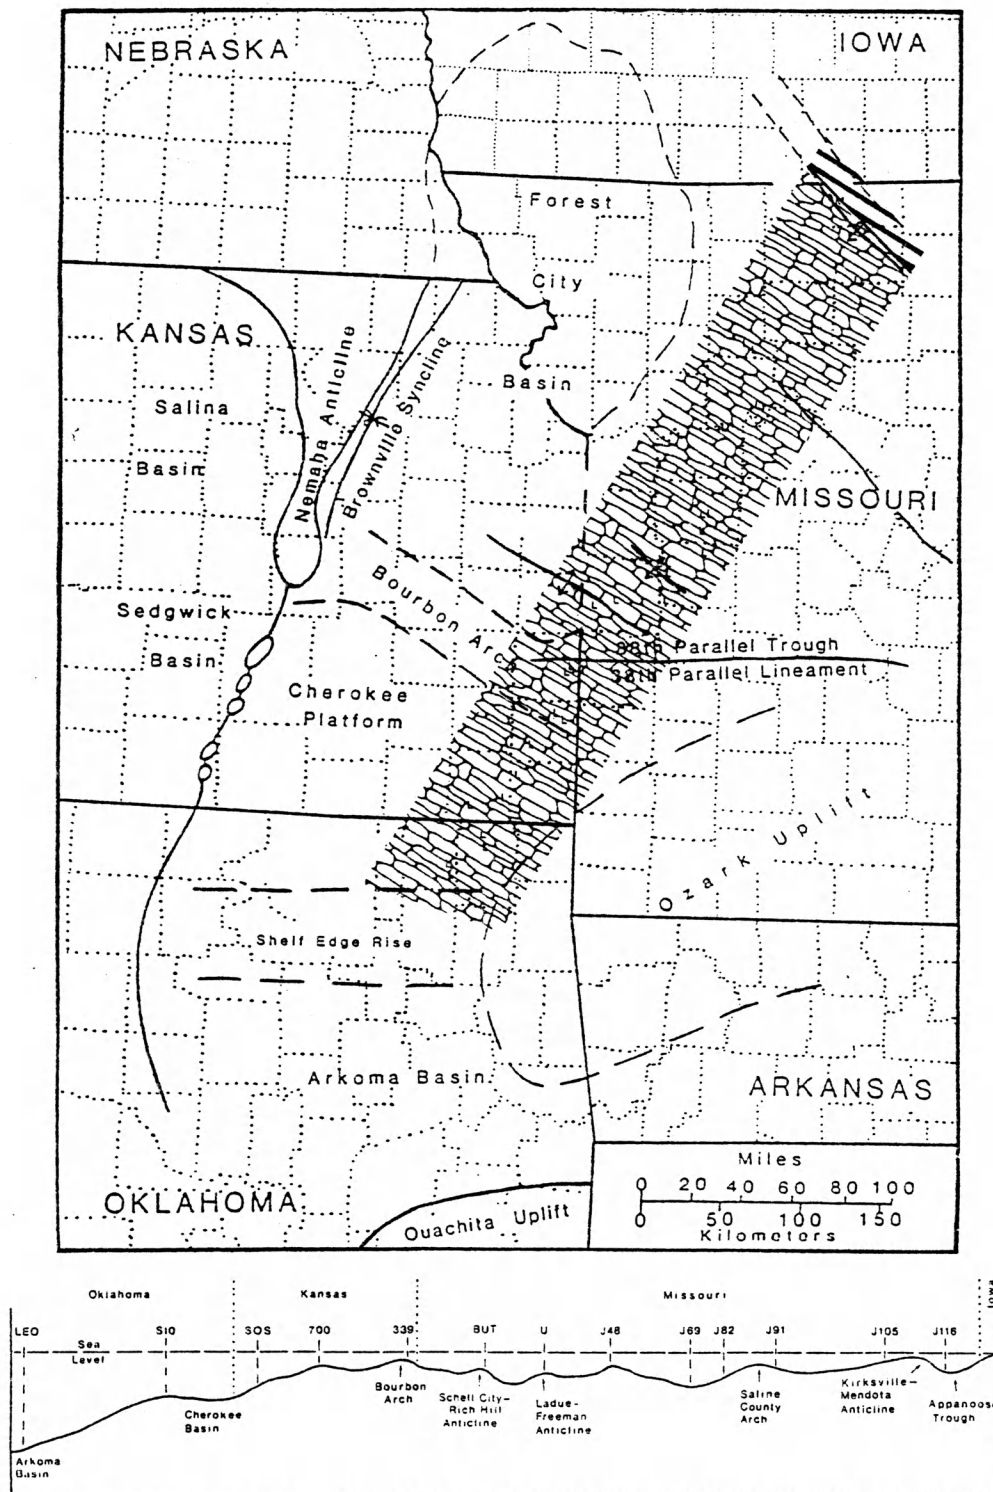 NEBRASKA
IOWA
Forest
City
Basin
KANSAS
Salina
Basin
Nemaha Anticline
Brownville Syncline
MISSOURI
Bourbon Arch
Sedgwick
Basin
Cherokee
Platform
38th Parallel Trough
38th Parallel Lineament
Ozark Uplift
Shelf Edge Rise
Arkoma Basin
ARKANSAS
OKLAHOMA
Ouachita Uplift
Miles
0 20 40 60 80 100
0 50 100 150
Kilometers
Oklahoma Kansas Missouri Iowa
LEO S10 SOS 700 339 BUT U J48 J69 J82 J91 J105 J116
Sea
Level
Arkoma
Basin
Cherokee
Basin
Bourbon
Arch
Schell City-
Rich Hill
Anticline
Ladue-
Freeman
Anticline
Saline
County
Arch
Kirksville-
Mendota
Anticline
Appanoose
Trough